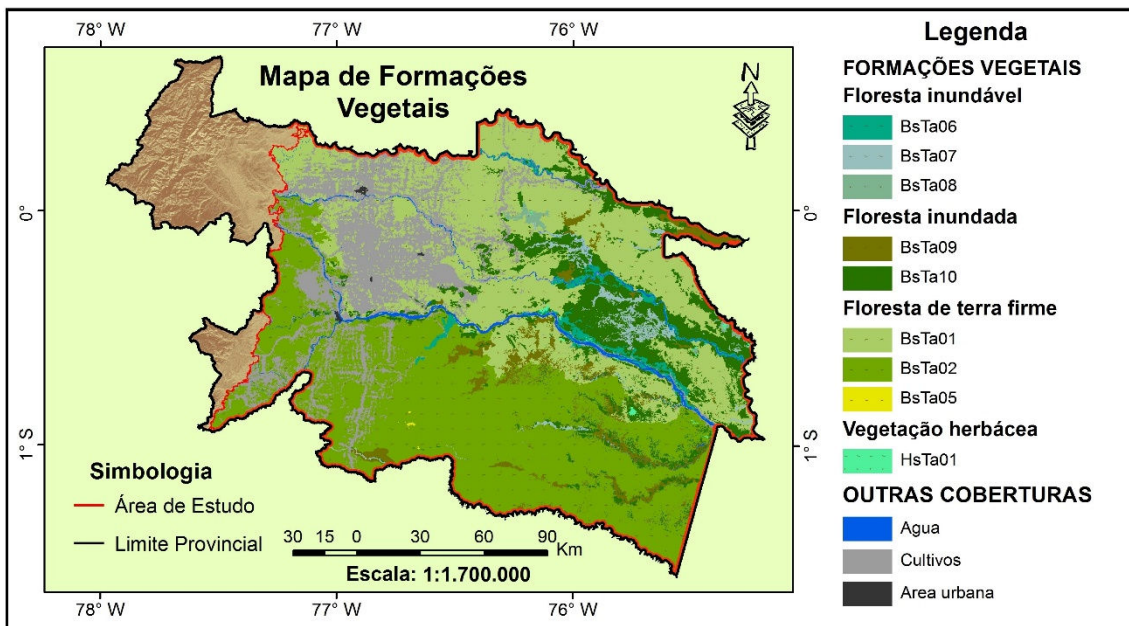 78° W
77° W
76° W
Mapa de Formações
Vegetais
N
0°
0°
1° S
1° S
Simbologia
Área de Estudo
Limite Provincial
30 15 0 30 60 90
Km
Escala: 1:1.700.000
78° W
77° W
76° W
Legenda
FORMAÇÕES VEGETAIS
Floresta inundável
BsTa06
BsTa07
BsTa08
Floresta inundada
BsTa09
BsTa10
Floresta de terra firme
BsTa01
BsTa02
BsTa05
Vegetação herbácea
HsTa01
OUTRAS COBERTURAS
Agua
Cultivos
Area urbana